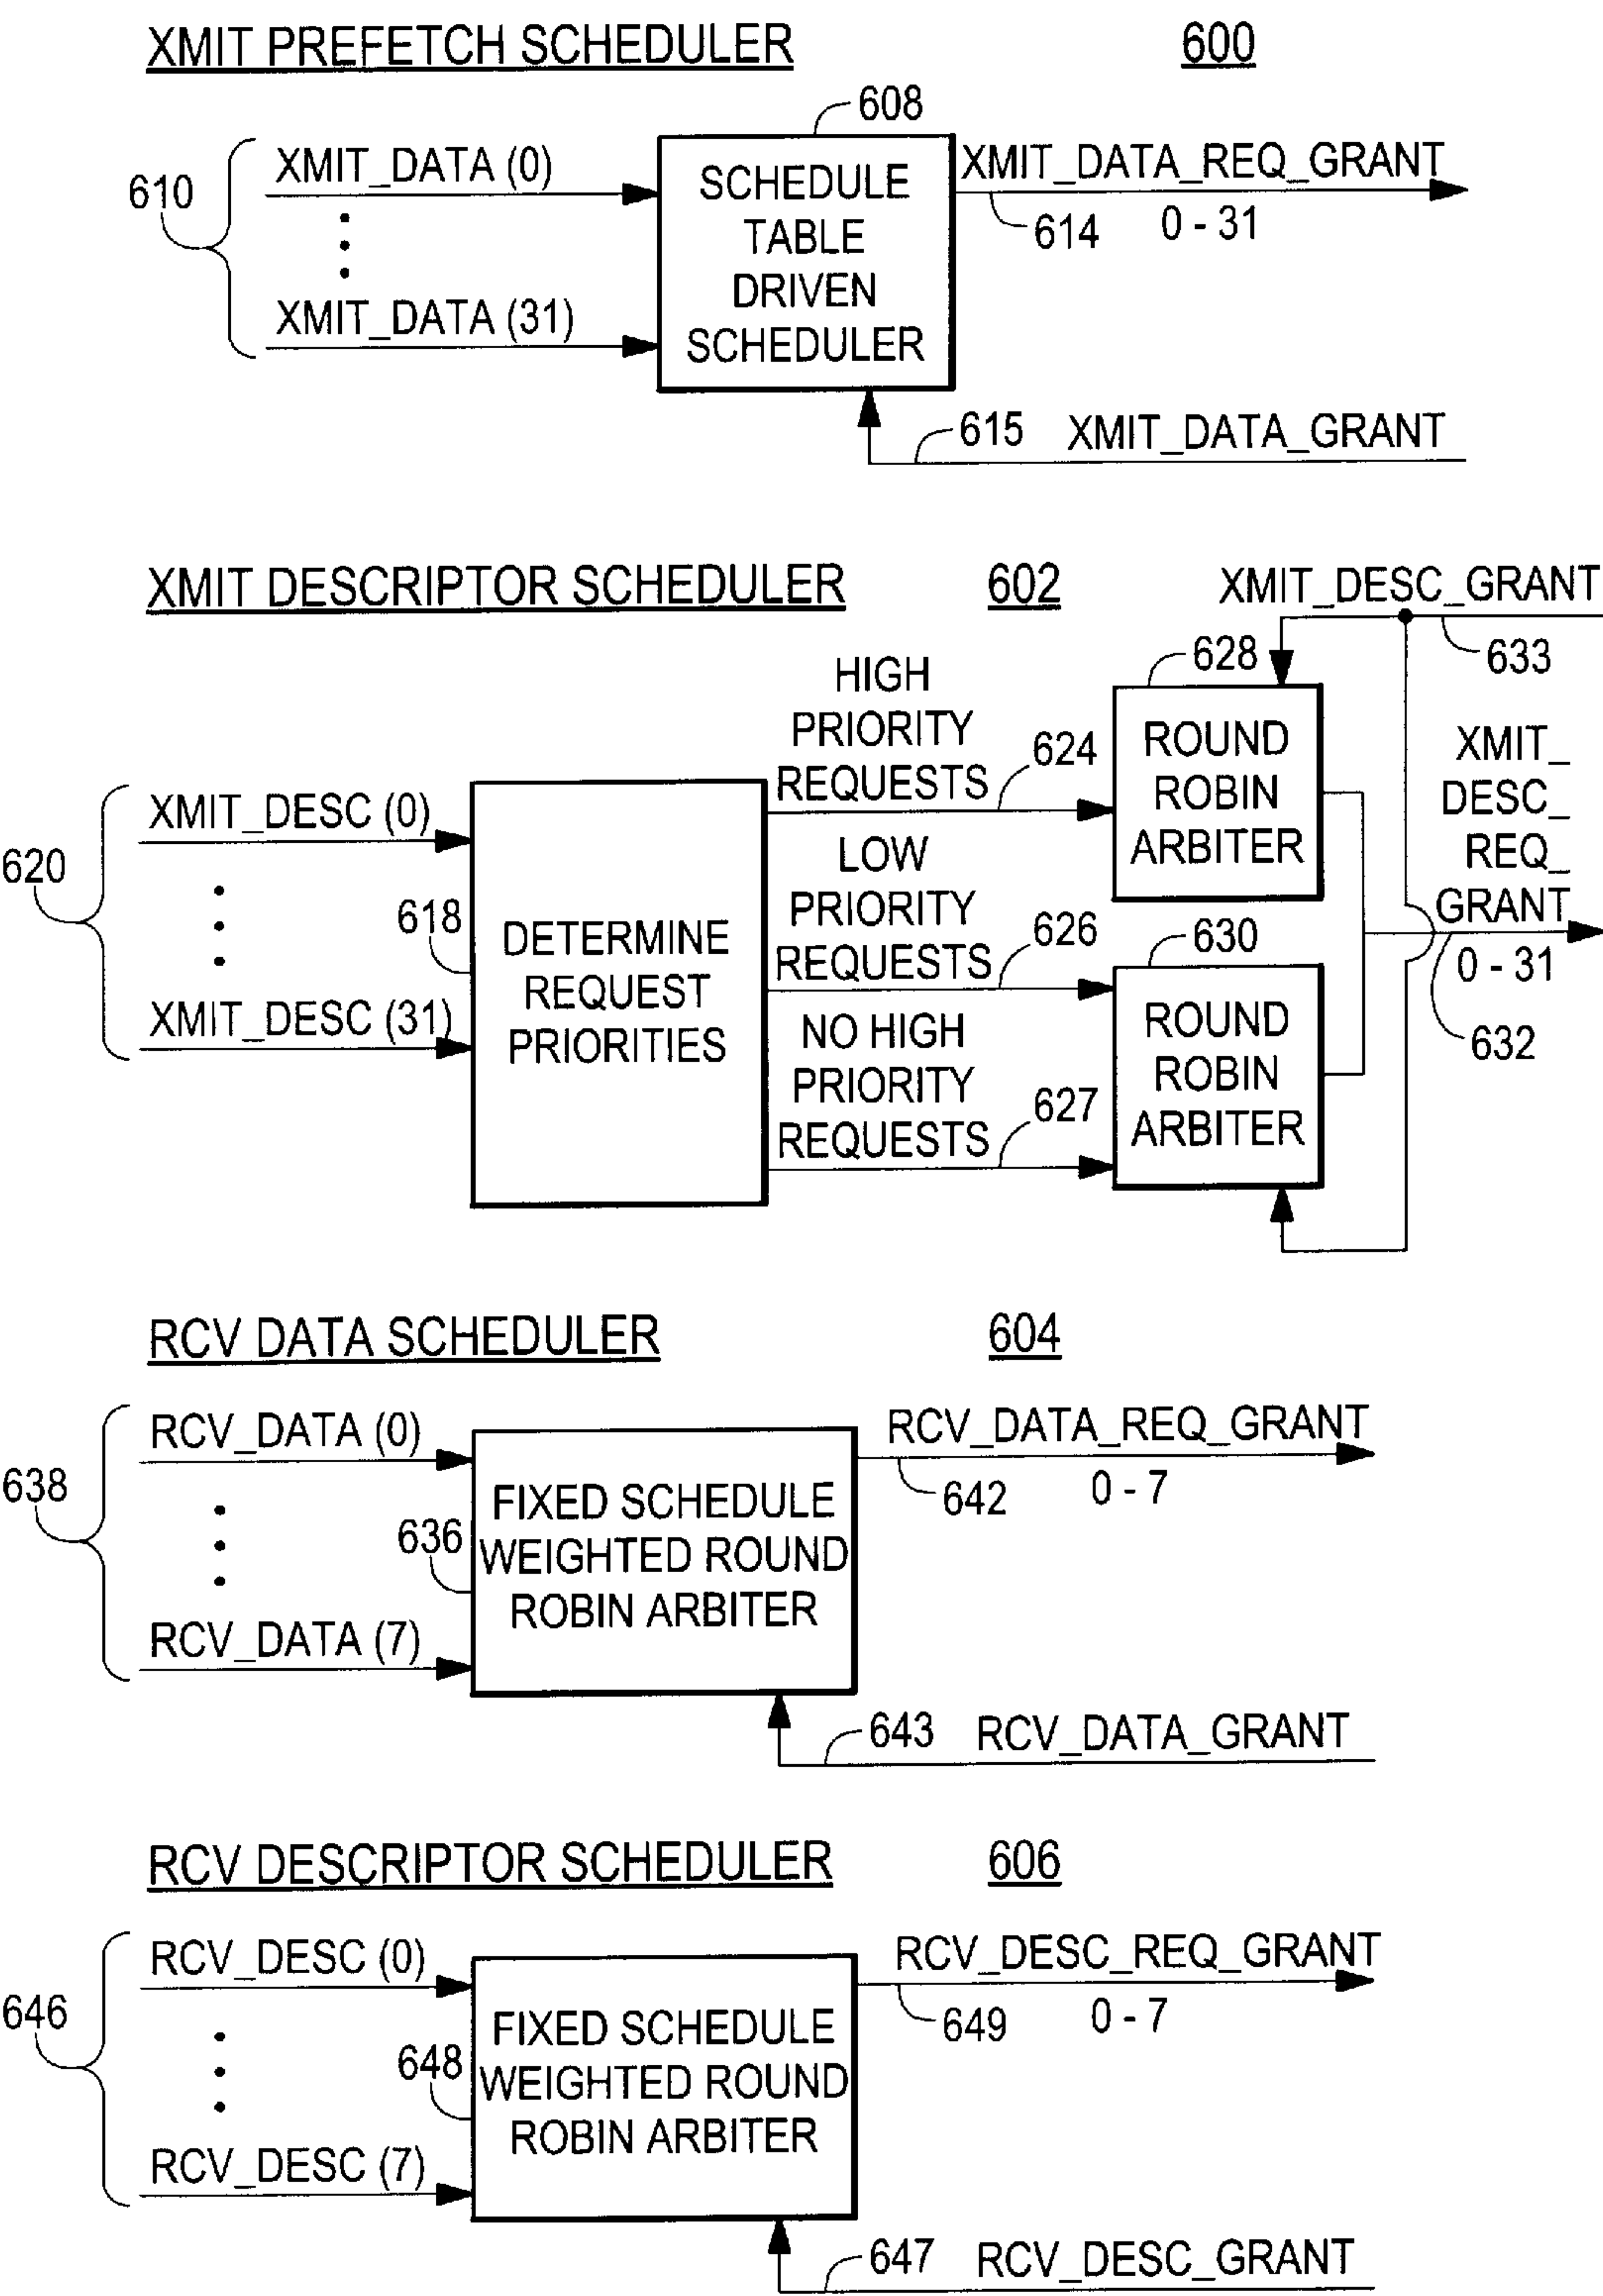 XMIT PREFETCH SCHEDULER 600
608
610
XMIT_DATA (0)
XMIT_DATA (31)
SCHEDULE
TABLE
DRIVEN
SCHEDULER
XMIT_DATA_REQ_GRANT
614 0 - 31
615 XMIT_DATA_GRANT
XMIT DESCRIPTOR SCHEDULER 602
XMIT_DESC_GRANT
633
628
HIGH
PRIORITY
REQUESTS
624
ROUND
ROBIN
ARBITER
XMIT_
DESC_
REQ_
GRANT
0 - 31
632
620
XMIT_DESC (0)
XMIT_DESC (31)
618
DETERMINE
REQUEST
PRIORITIES
LOW
PRIORITY
REQUESTS
626
630
ROUND
ROBIN
ARBITER
NO HIGH
PRIORITY
REQUESTS
627
RCV DATA SCHEDULER 604
638
RCV_DATA (0)
RCV_DATA (7)
636
FIXED SCHEDULE
WEIGHTED ROUND
ROBIN ARBITER
RCV_DATA_REQ_GRANT
642 0 - 7
643 RCV_DATA_GRANT
RCV DESCRIPTOR SCHEDULER 606
646
RCV_DESC (0)
RCV_DESC (7)
648
FIXED SCHEDULE
WEIGHTED ROUND
ROBIN ARBITER
RCV_DESC_REQ_GRANT
649 0 - 7
647 RCV_DESC_GRANT